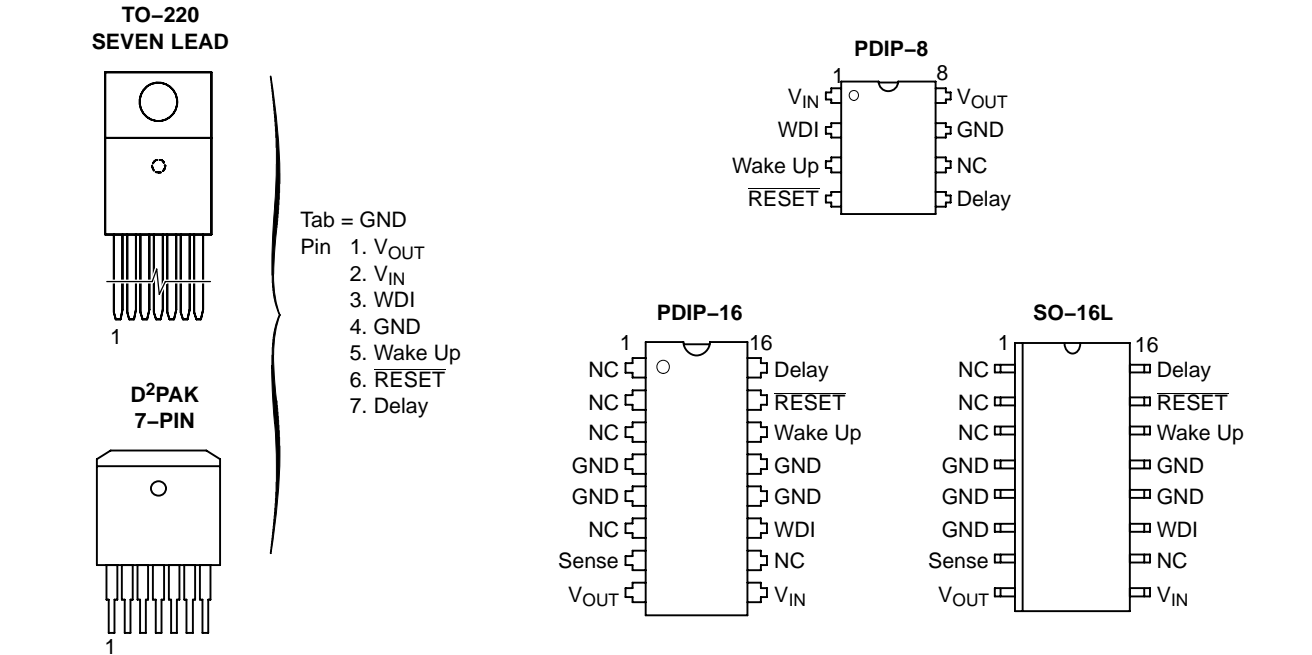 TO–220
SEVEN LEAD
1
D²PAK
7–PIN
1
Tab = GND
Pin 1. VOUT
2. VIN
3. WDI
4. GND
5. Wake Up
6. RESET
7. Delay
PDIP–8
1 8
VIN VOUT
WDI GND
Wake Up NC
RESET Delay
PDIP–16
1 16
NC Delay
NC RESET
NC Wake Up
GND GND
GND GND
NC WDI
Sense NC
VOUT VIN
SO–16L
1 16
NC Delay
NC RESET
NC Wake Up
GND GND
GND GND
GND WDI
Sense NC
VOUT VIN